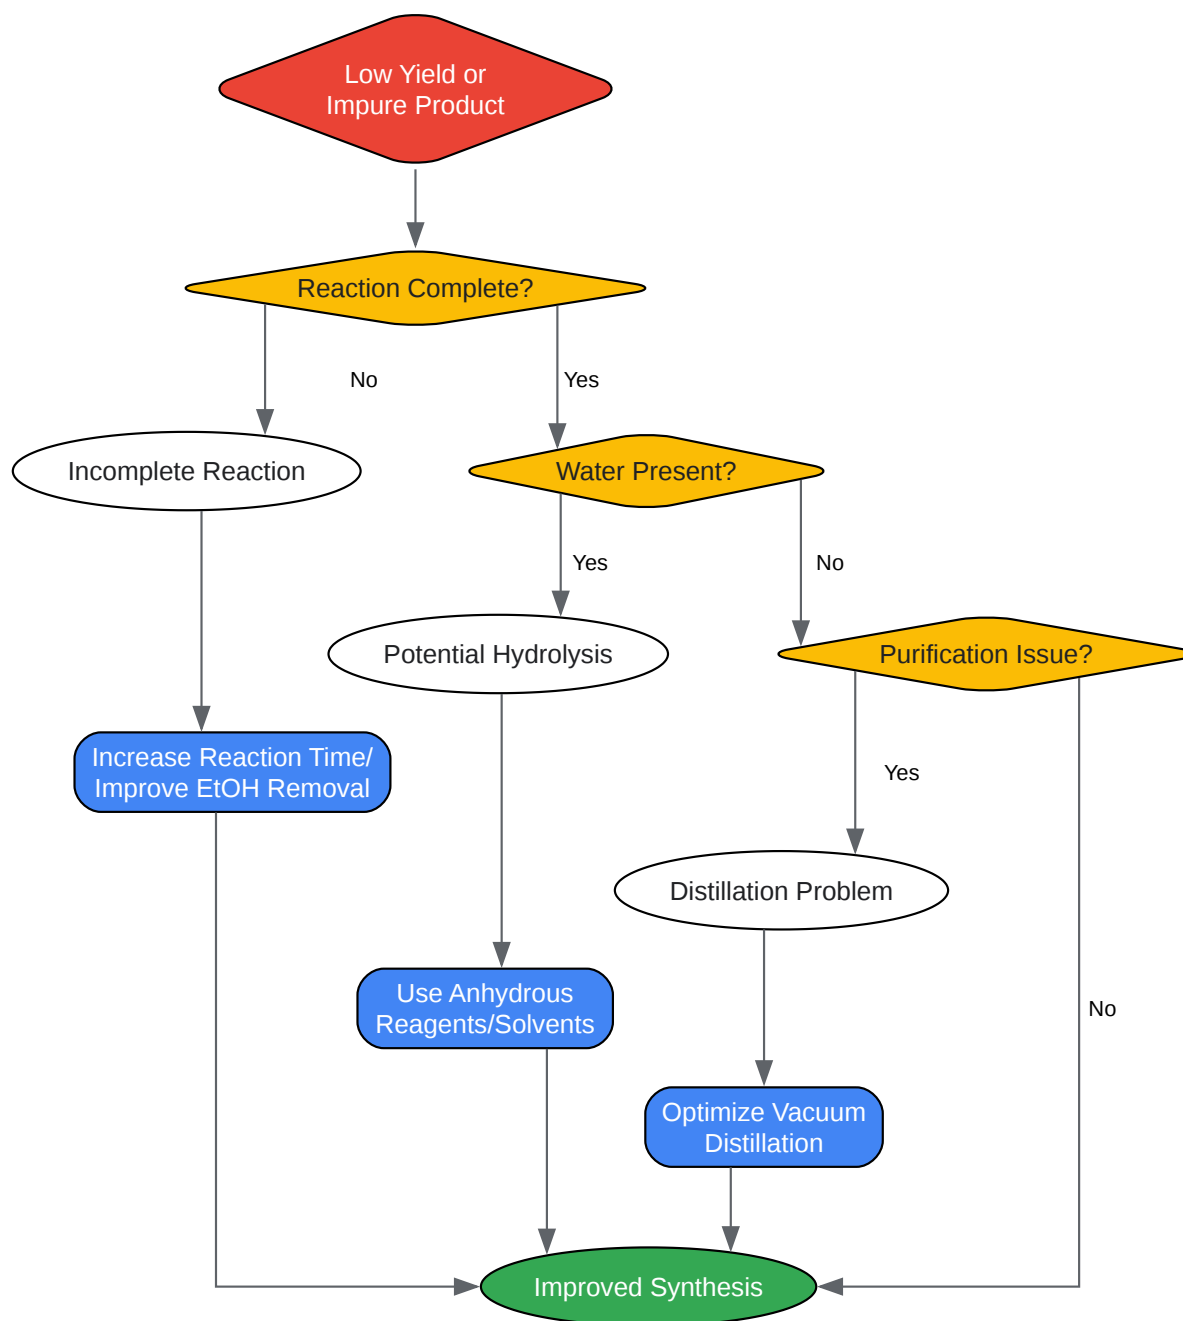 Low Yield or
Impure Product
Reaction Complete?
No
Yes
Incomplete Reaction
Water Present?
Yes
No
Potential Hydrolysis
Purification Issue?
Increase Reaction Time/
Improve EtOH Removal
Yes
Distillation Problem
Use Anhydrous
Reagents/Solvents
No
Optimize Vacuum
Distillation
Improved Synthesis